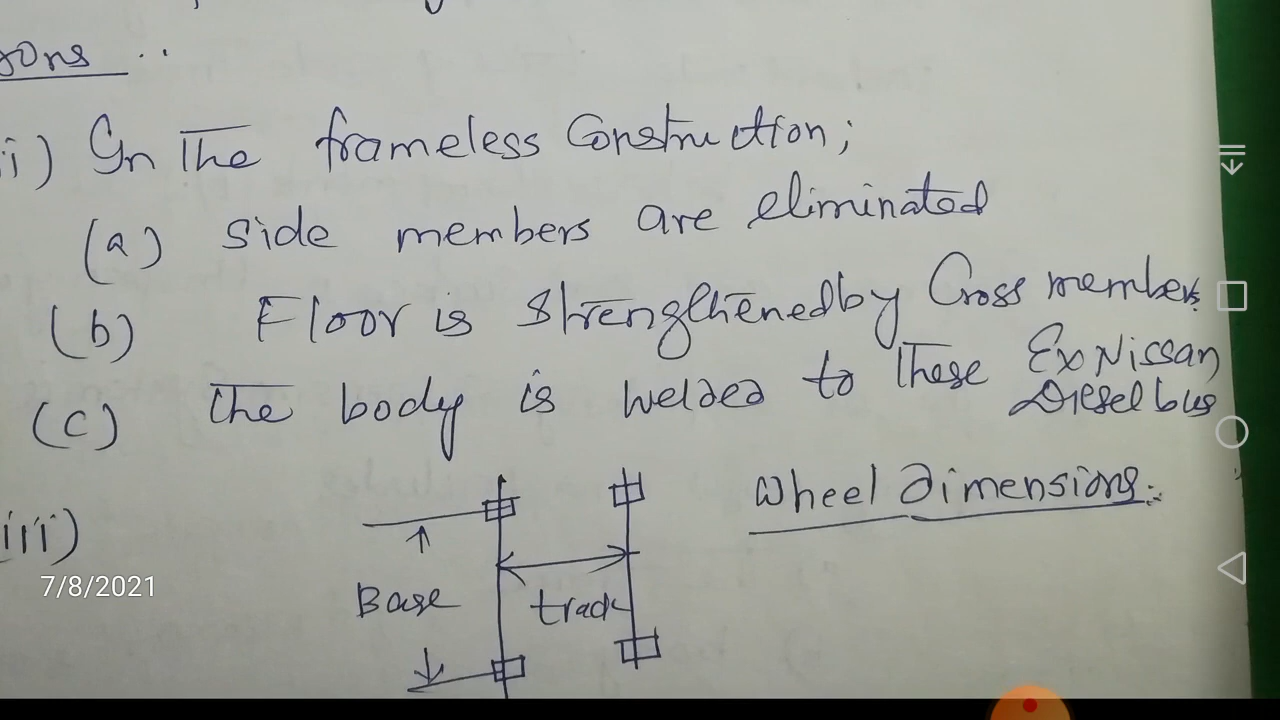 ii) In The frameless Construction;
(a) side members are eliminated
(b) Floor is Strengthened by Cross members.
(c) The body is welded to these Ex Nissan
Diesel bus
iii) Wheel dimensions:
Base track
7/8/2021